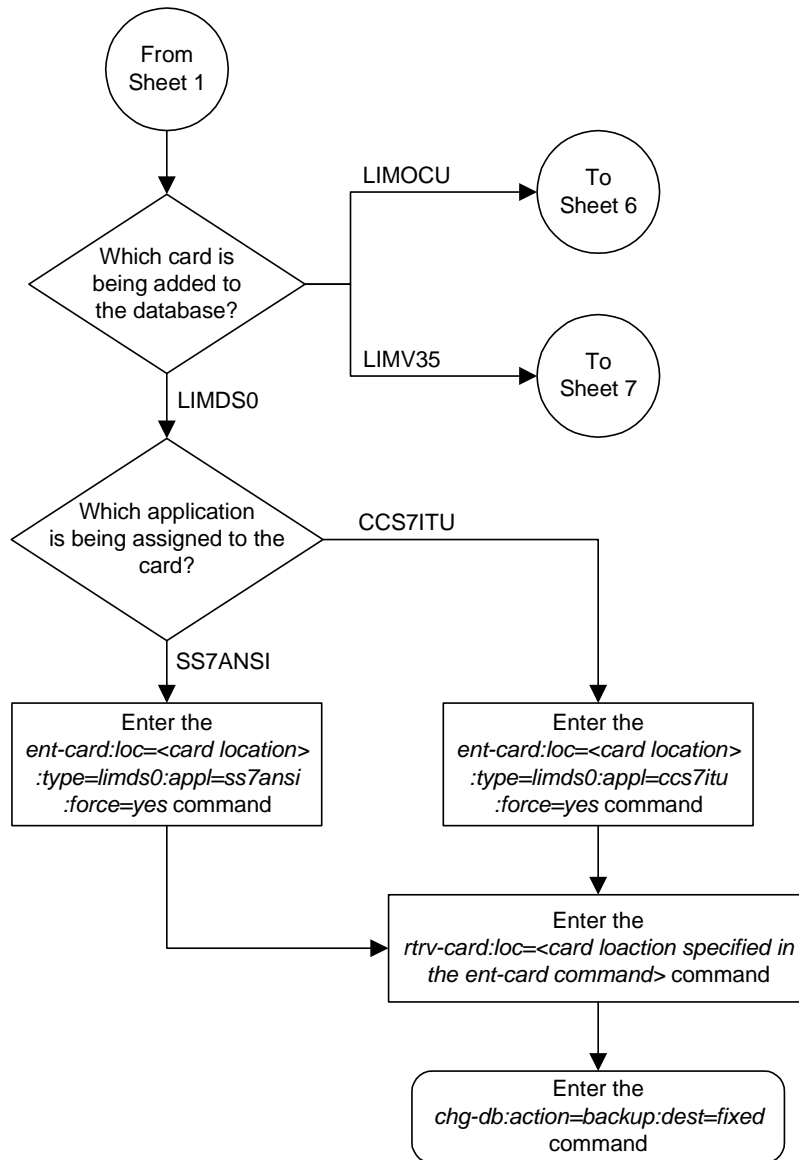 From
Sheet 1
LIMOCU
To
Sheet 6
Which card is
being added to
the database?
LIMV35
To
Sheet 7
LIMDS0
Which application
is being assigned to the
card?
CCS7ITU
SS7ANSI
Enter the
ent-card:loc=<card location>
:type=limds0:appl=ss7ansi
:force=yes command
Enter the
ent-card:loc=<card location>
:type=limds0:appl=ccs7itu
:force=yes command
Enter the
rtrv-card:loc=<card loaction specified in
the ent-card command> command
Enter the
chg-db:action=backup:dest=fixed
command